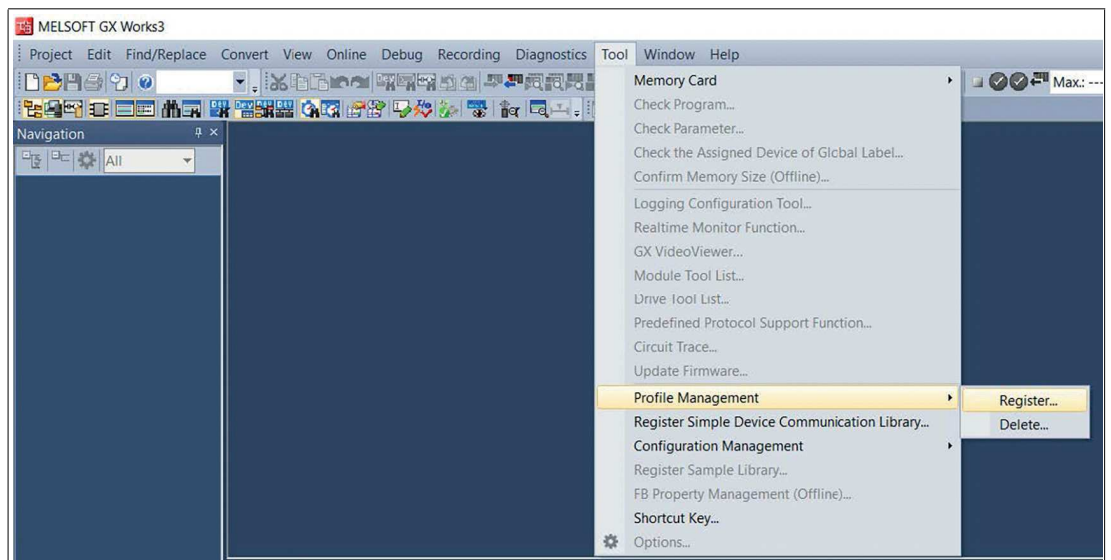 MELSOFT GX Works3
Project Edit Find/Replace Convert View Online Debug Recording Diagnostics Tool Window Help
Max.: ---
Navigation
All
Memory Card
Check Program...
Check Parameter...
Check the Assigned Device of Global Label...
Confirm Memory Size (Offline)...
Logging Configuration Tool...
Realtime Monitor Function...
GX VideoViewer...
Module Tool List...
Drive Tool List...
Predefined Protocol Support Function...
Circuit Trace...
Update Firmware...
Profile Management
Register...
Register Simple Device Communication Library...
Delete...
Configuration Management
Register Sample Library...
FB Property Management (Offline)...
Shortcut Key...
Options...